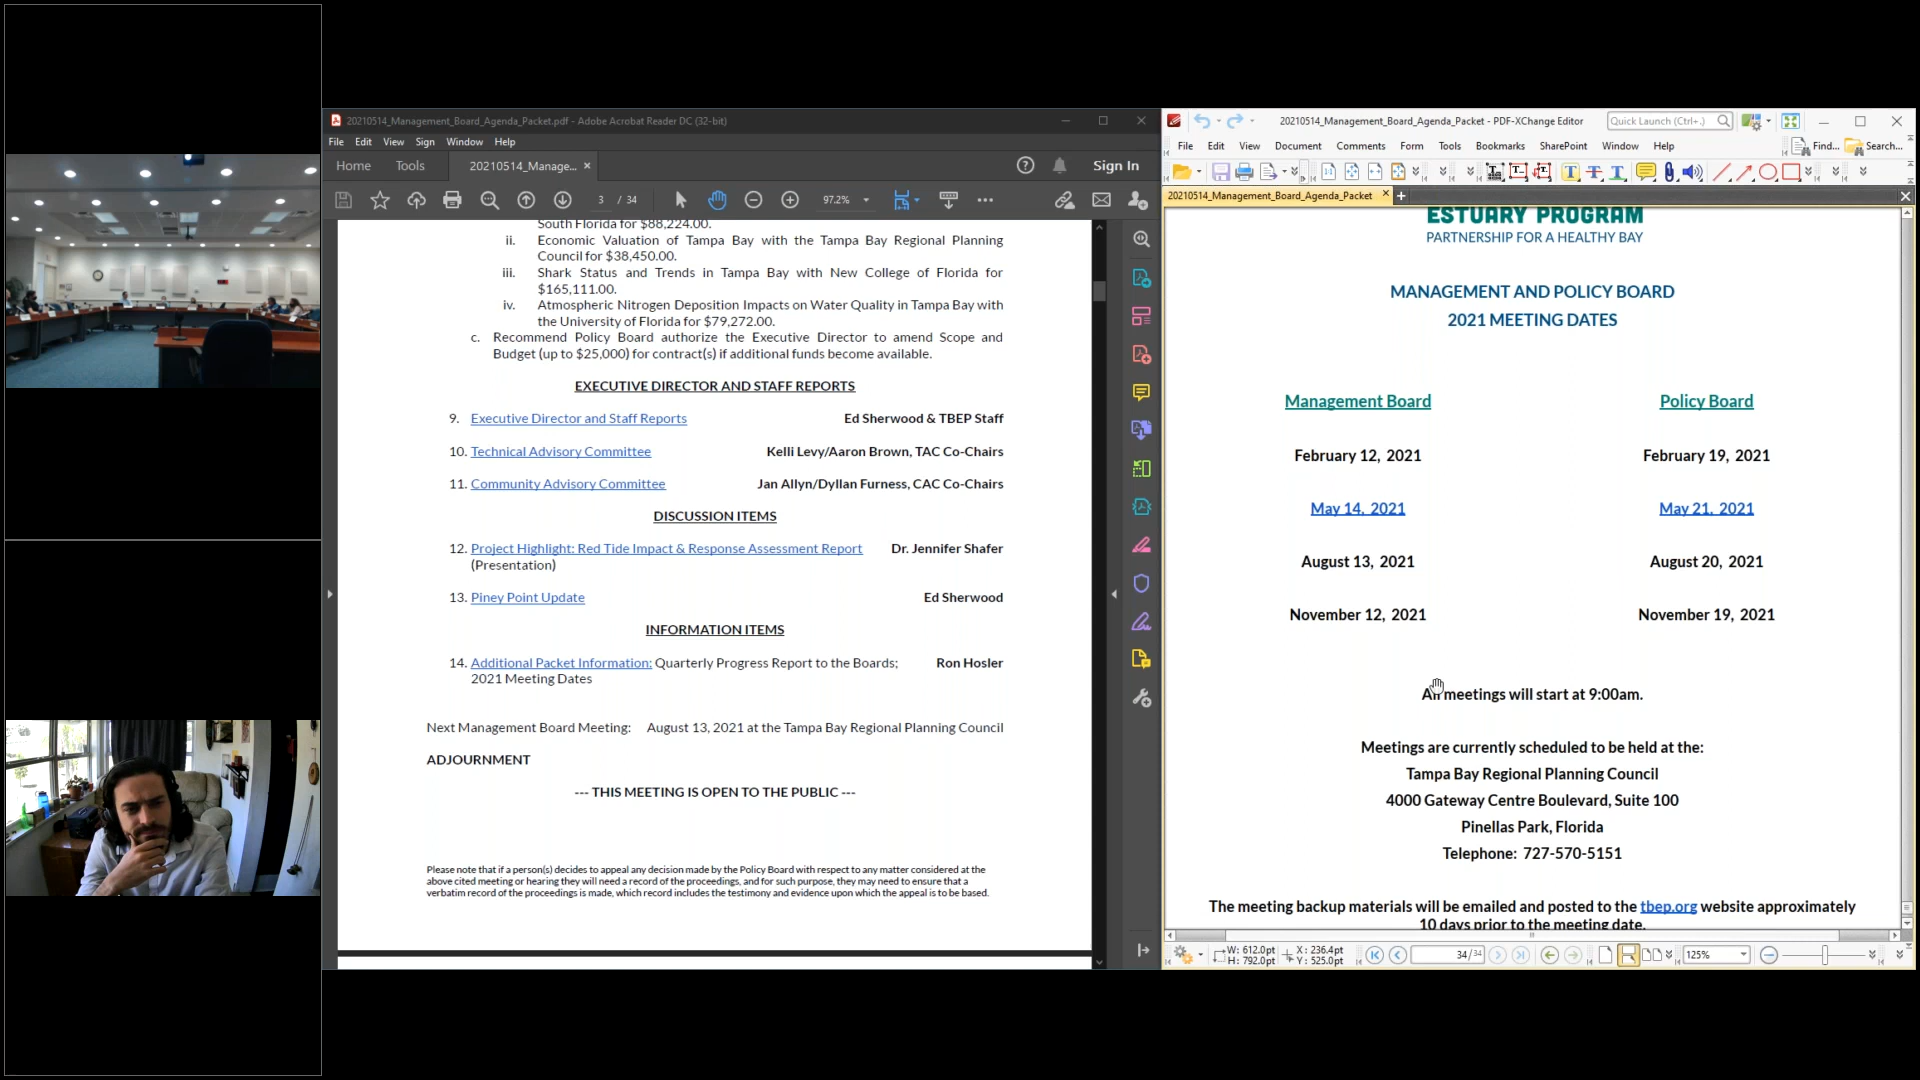 20210514_Management_Board_Agenda_Packet.pdf - Adobe Acrobat Reader DC (32-bit)
File Edit View Sign Window Help
Home Tools 20210514_Manage... × Sign In
3 / 34 97.2%
South Florida for $88,224.00.
ii. Economic Valuation of Tampa Bay with the Tampa Bay Regional Planning
Council for $38,450.00.
iii. Shark Status and Trends in Tampa Bay with New College of Florida for
$165,111.00.
iv. Atmospheric Nitrogen Deposition Impacts on Water Quality in Tampa Bay with
the University of Florida for $79,272.00.
c. Recommend Policy Board authorize the Executive Director to amend Scope and
Budget (up to $25,000) for contract(s) if additional funds become available.
EXECUTIVE DIRECTOR AND STAFF REPORTS
9. Executive Director and Staff Reports Ed Sherwood & TBEP Staff
10. Technical Advisory Committee Kelli Levy/Aaron Brown, TAC Co-Chairs
11. Community Advisory Committee Jan Allyn/Dyllan Furness, CAC Co-Chairs
DISCUSSION ITEMS
12. Project Highlight: Red Tide Impact & Response Assessment Report Dr. Jennifer Shafer
(Presentation)
13. Piney Point Update Ed Sherwood
INFORMATION ITEMS
14. Additional Packet Information: Quarterly Progress Report to the Boards; Ron Hosler
2021 Meeting Dates
Next Management Board Meeting: August 13, 2021 at the Tampa Bay Regional Planning Council
ADJOURNMENT
--- THIS MEETING IS OPEN TO THE PUBLIC ---
Please note that if a person(s) decides to appeal any decision made by the Policy Board with respect to any matter considered at the
above cited meeting or hearing they will need a record of the proceedings, and for such purpose, they may need to ensure that a
verbatim record of the proceedings is made, which record includes the testimony and evidence upon which the appeal is to be based.
20210514_Management_Board_Agenda_Packet - PDF-XChange Editor Quick Launch (Ctrl+.)
File Edit View Document Comments Form Tools Bookmarks SharePoint Window Help Find... Search...
20210514_Management_Board_Agenda_Packet
ESTUARY PROGRAM
PARTNERSHIP FOR A HEALTHY BAY
MANAGEMENT AND POLICY BOARD
2021 MEETING DATES
Management Board Policy Board
February 12, 2021 February 19, 2021
May 14, 2021 May 21, 2021
August 13, 2021 August 20, 2021
November 12, 2021 November 19, 2021
All meetings will start at 9:00am.
Meetings are currently scheduled to be held at the:
Tampa Bay Regional Planning Council
4000 Gateway Centre Boulevard, Suite 100
Pinellas Park, Florida
Telephone: 727-570-5151
The meeting backup materials will be emailed and posted to the tbep.org website approximately
10 days prior to the meeting date.
W: 612.0pt X: 236.4pt
H: 792.0pt Y: 525.0pt
34/34 125%